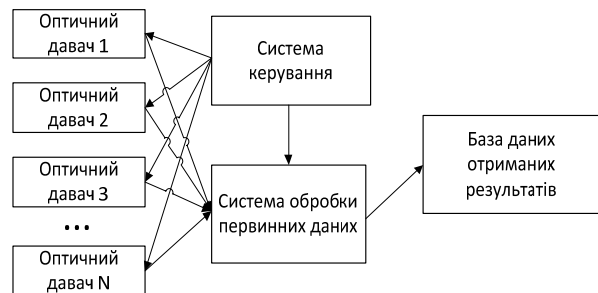 Оптичний
давач 1
Оптичний
давач 2
Оптичний
давач 3
...
Оптичний
давач N
Система
керування
Система обробки
первинних даних
База даних
отриманих
результатів